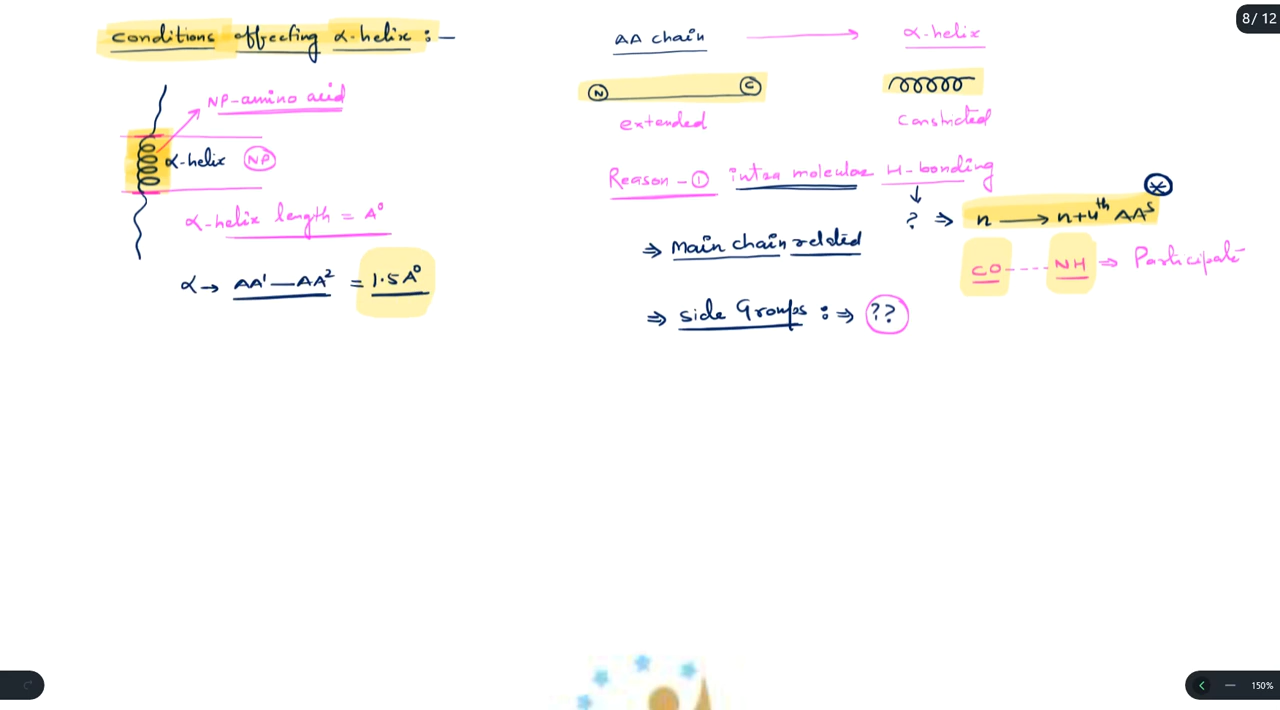 conditions affecting α-helix :-
NP-amino acid
α-helix NP
α-helix length = A°
α → AA¹ — AA² = 1.5 A°
AA chain → α-helix
N C
extended constricted
Reason - ① intra molecular H-bonding
↓
? ⇒ n → n+4th AAs
⇒ Main chain related
CO ---- NH ⇒ Participate
⇒ side Groups : ⇒ ??
8 / 12
150%